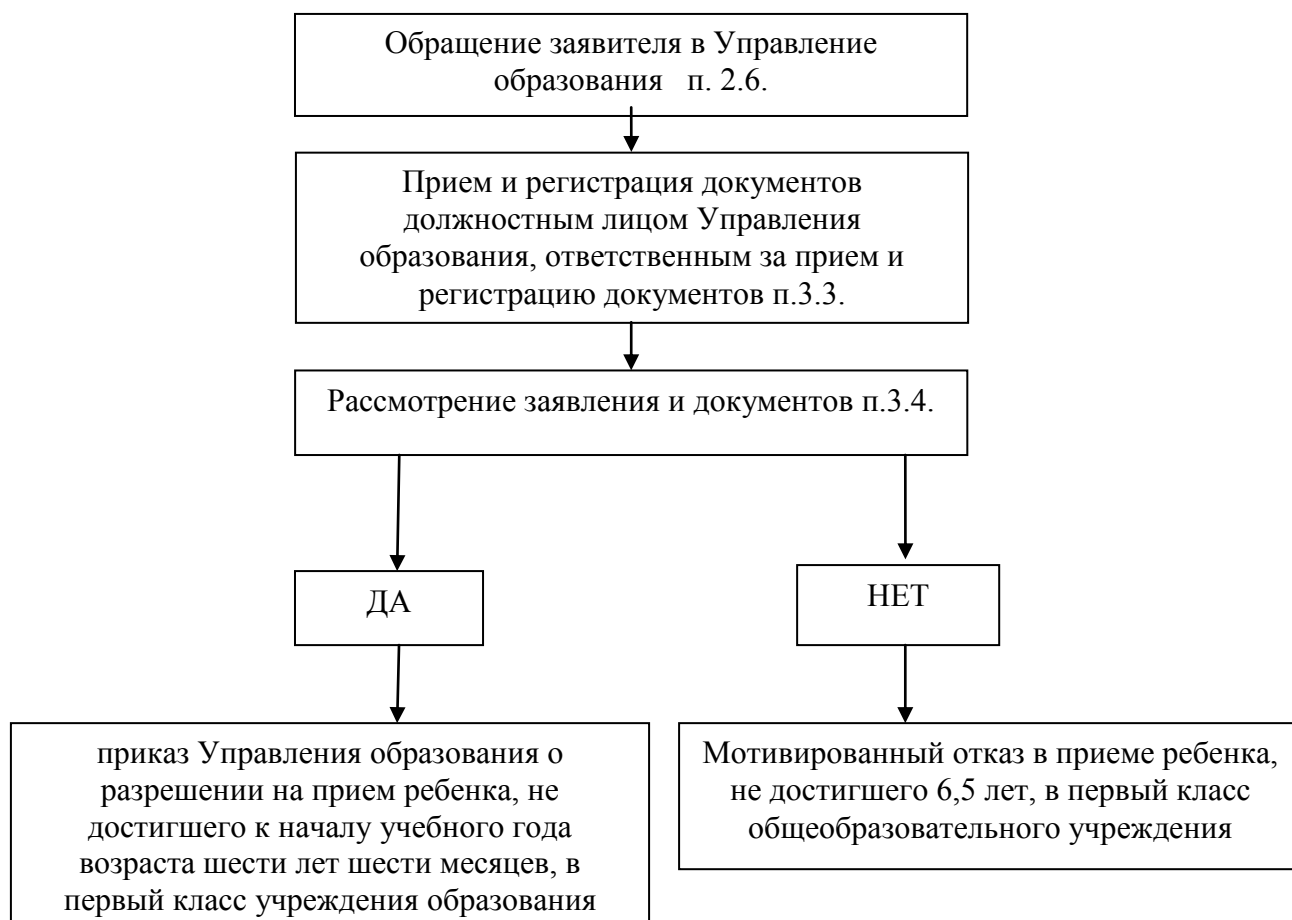 Обращение заявителя в Управление
образования п. 2.6.
Прием и регистрация документов
должностным лицом Управления
образования, ответственным за прием и
регистрацию документов п.3.3.
Рассмотрение заявления и документов п.3.4.
ДА
НЕТ
приказ Управления образования о
разрешении на прием ребенка, не
достигшего к началу учебного года
возраста шести лет шести месяцев, в
первый класс учреждения образования
Мотивированный отказ в приеме ребенка,
не достигшего 6,5 лет, в первый класс
общеобразовательного учреждения